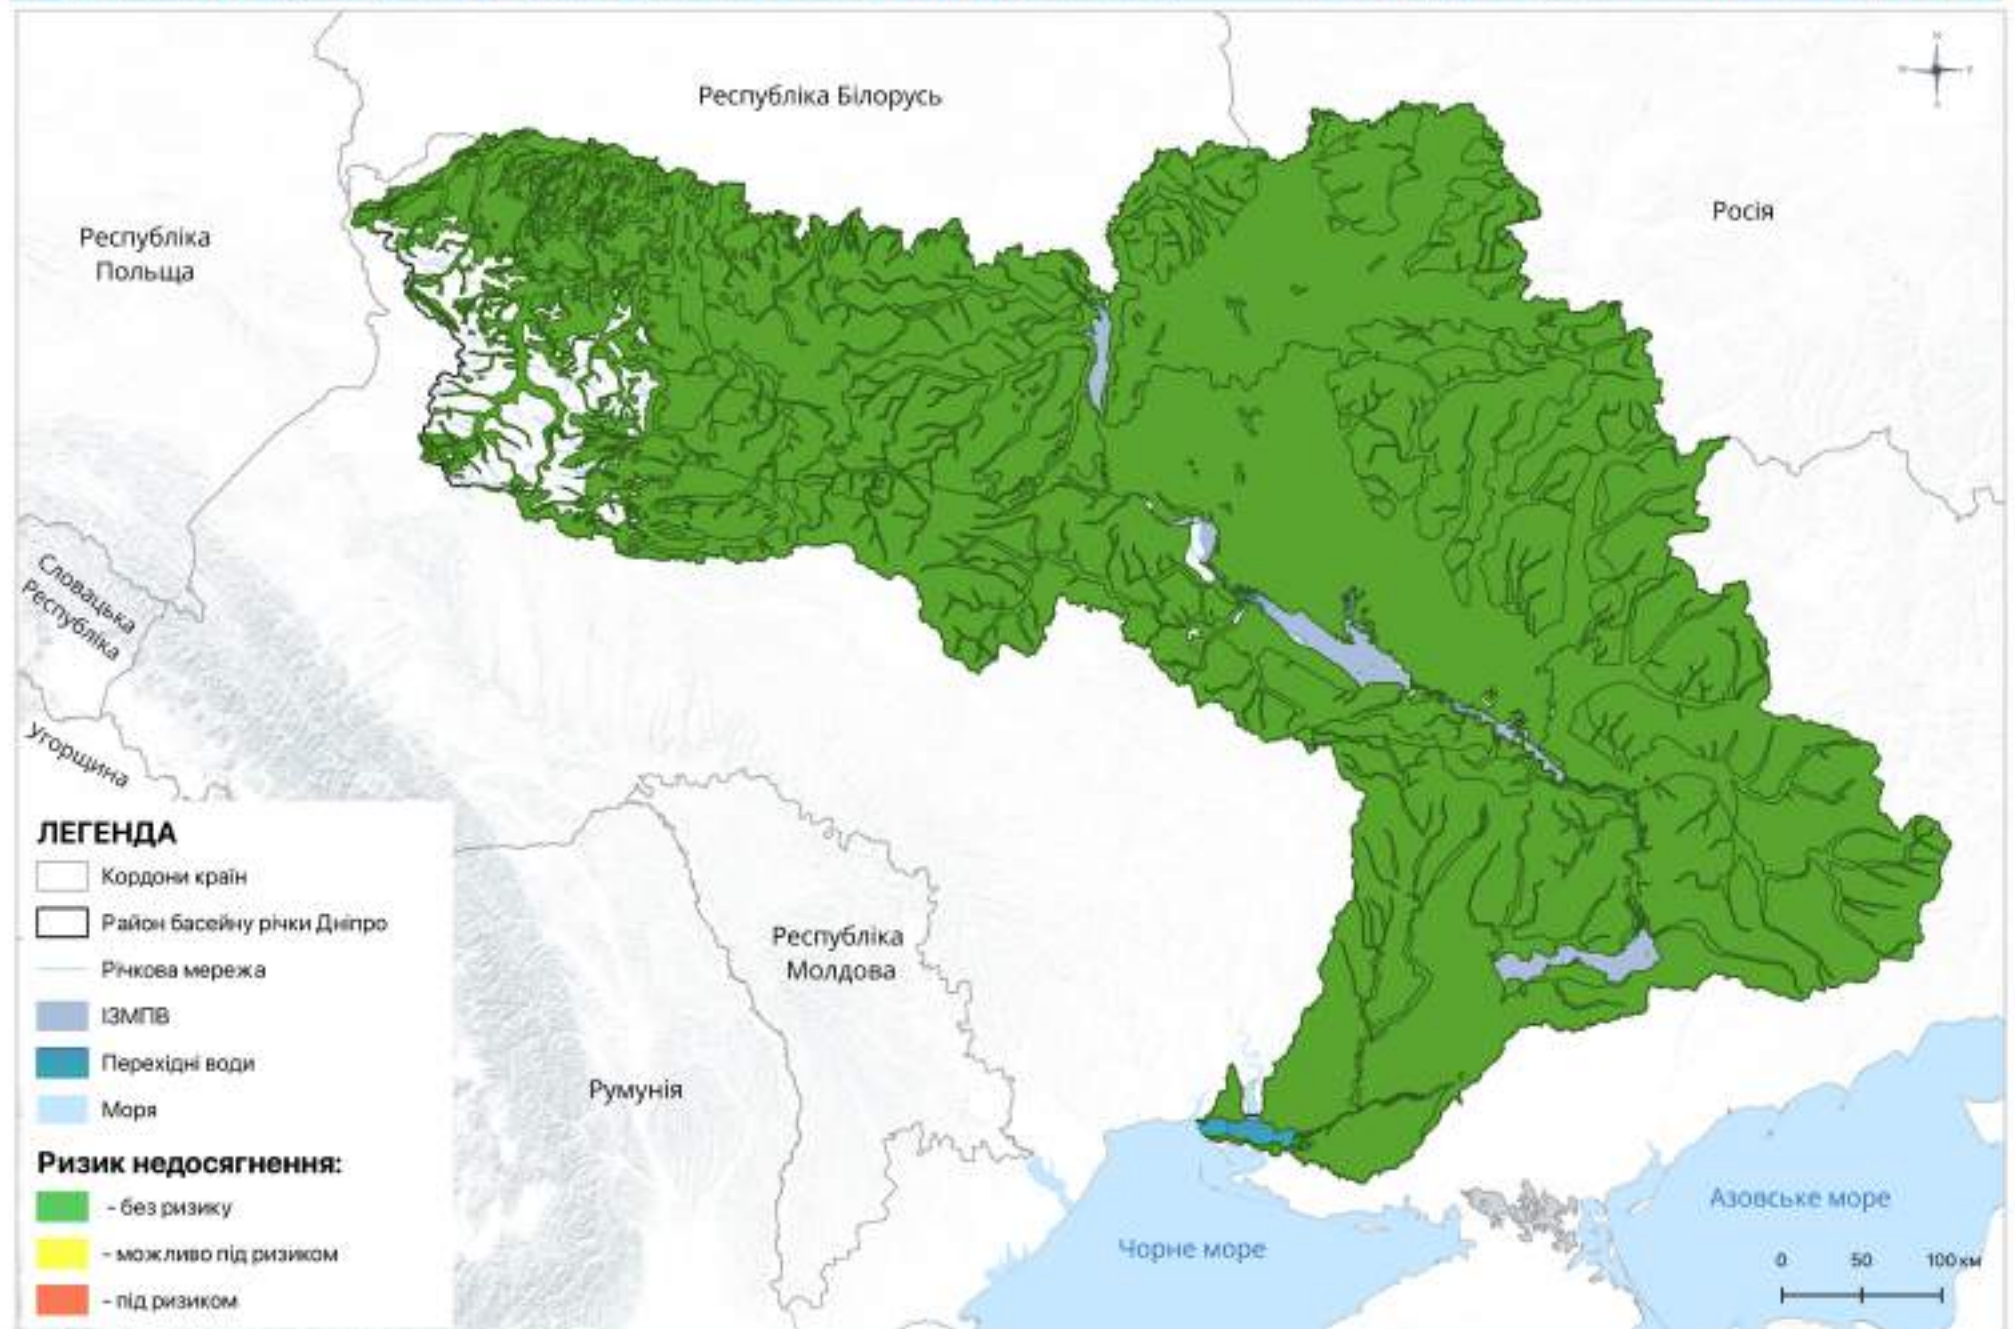 Республіка Білорусь
Росія
Республіка
Польща
Словацька
Республіка
Угорщина
Республіка
Молдова
Румунія
Чорне море
Азовське море
0 50 100 км
ЛЕГЕНДА
Кордони країн
Район басейну річки Дніпро
Річкова мережа
ІЗМПВ
Перехідні води
Моря
Ризик недосягнення:
- без ризику
- можливо під ризиком
- під ризиком